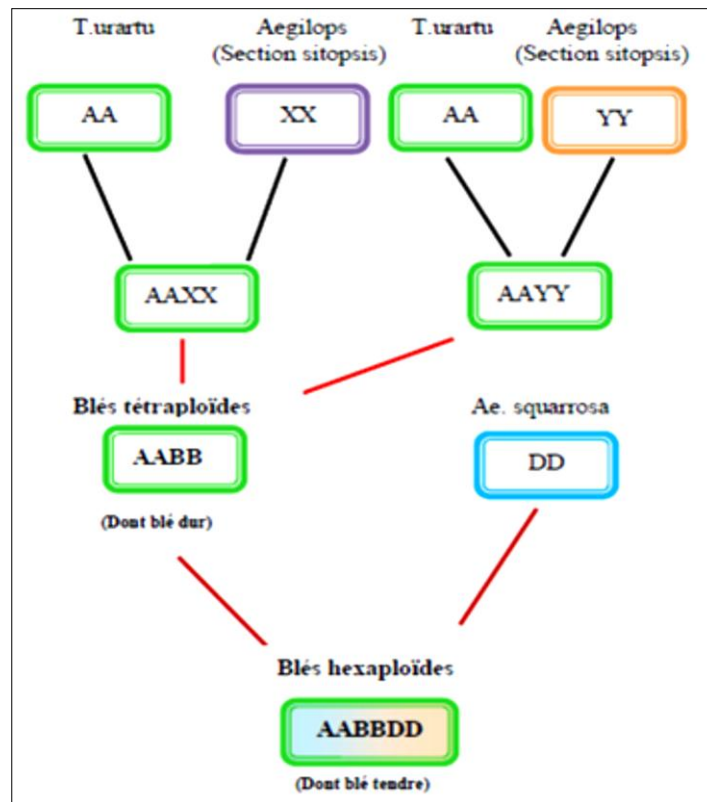 T.urartu Aegilops T.urartu Aegilops
(Section sitopsis) (Section sitopsis)
AA XX AA YY
AAXX AAYY
Blés tétraploïdes Ae. squarrosa
AABB DD
(Dont blé dur)
Blés hexaploïdes
AABBDD
(Dont blé tendre)